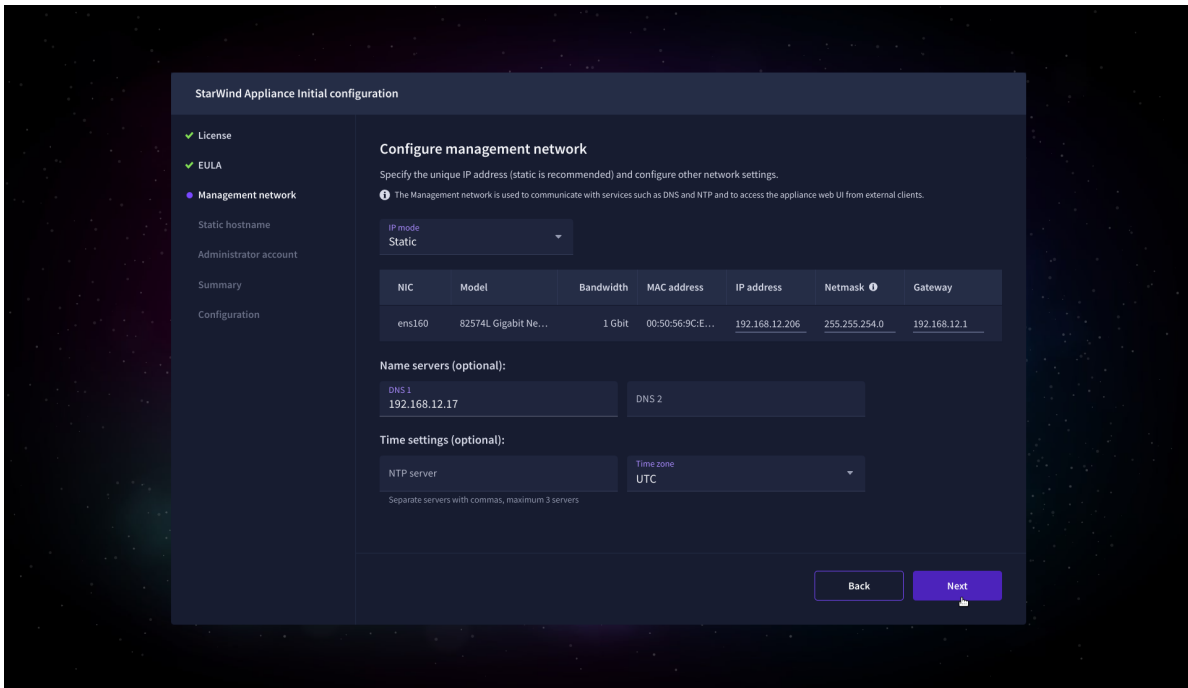 StarWind Appliance Initial configuration
License
EULA
Management network
Static hostname
Administrator account
Summary
Configuration
Configure management network
Specify the unique IP address (static is recommended) and configure other network settings.
The Management network is used to communicate with services such as DNS and NTP and to access the appliance web UI from external clients.
IP mode
Static
NIC Model Bandwidth MAC address IP address Netmask Gateway
ens160 82574L Gigabit Ne... 1 Gbit 00:50:56:9C:E... 192.168.12.206 255.255.254.0 192.168.12.1
Name servers (optional):
DNS 1
192.168.12.17
DNS 2
Time settings (optional):
NTP server
Time zone
UTC
Separate servers with commas, maximum 3 servers
Back Next